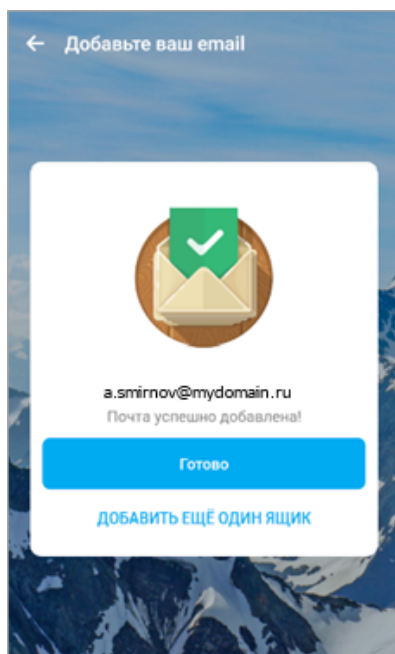 Добавьте ваш email
a.smirnov@mydomain.ru
Почта успешно добавлена!
Готово
ДОБАВИТЬ ЕЩЁ ОДИН ЯЩИК